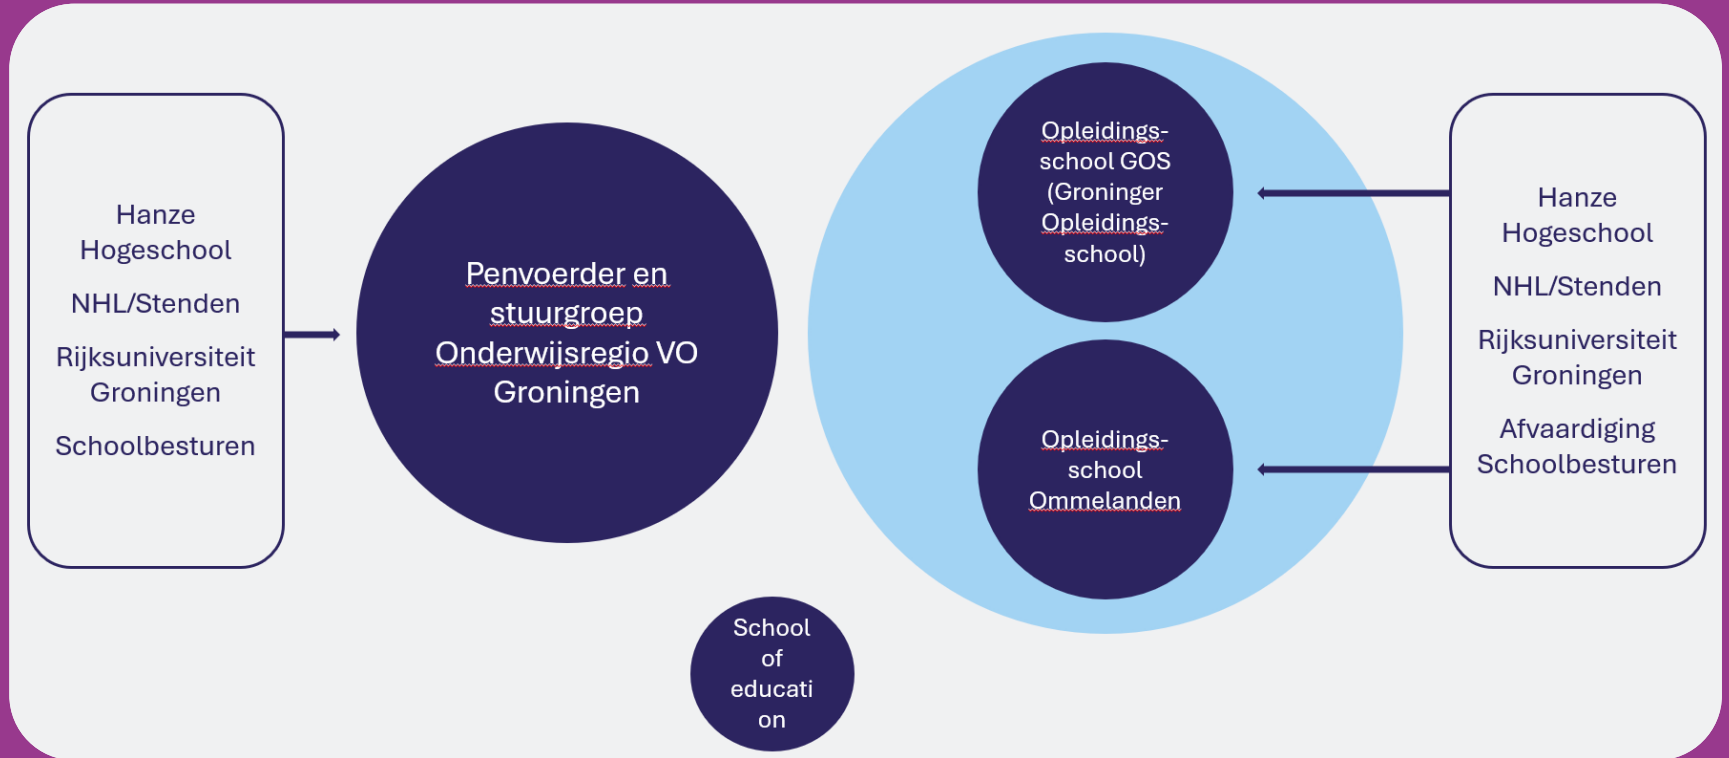 Hanze
Hogeschool
NHL/Stenden
Rijksuniversiteit
Groningen
Schoolbesturen
Penvoerder en
stuurgroep
Onderwijsregio VO
Groningen
Opleidings-
school GOS
(Groninger
Opleidings-
school)
Opleidings-
school
Ommelanden
Hanze
Hogeschool
NHL/Stenden
Rijksuniversiteit
Groningen
Afvaardiging
Schoolbesturen
School
of
educati
on